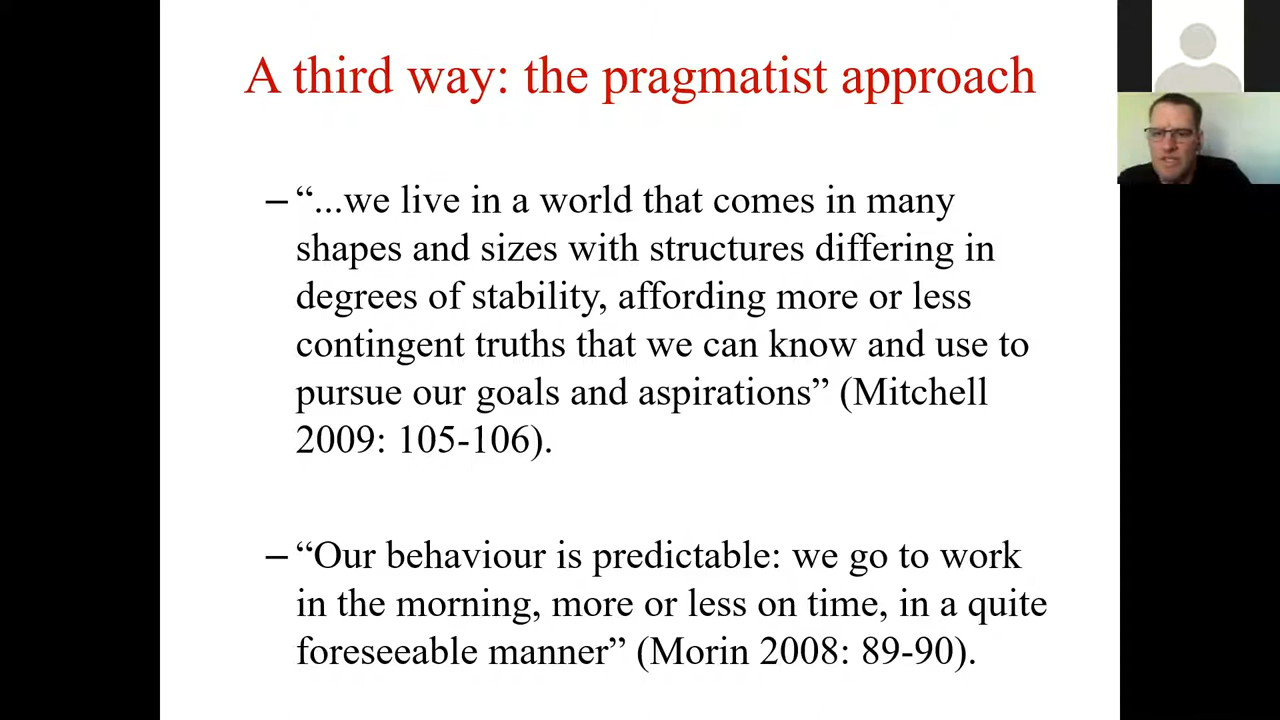 A third way: the pragmatist approach
– “...we live in a world that comes in many
shapes and sizes with structures differing in
degrees of stability, affording more or less
contingent truths that we can know and use to
pursue our goals and aspirations” (Mitchell
2009: 105-106).
– “Our behaviour is predictable: we go to work
in the morning, more or less on time, in a quite
foreseeable manner” (Morin 2008: 89-90).